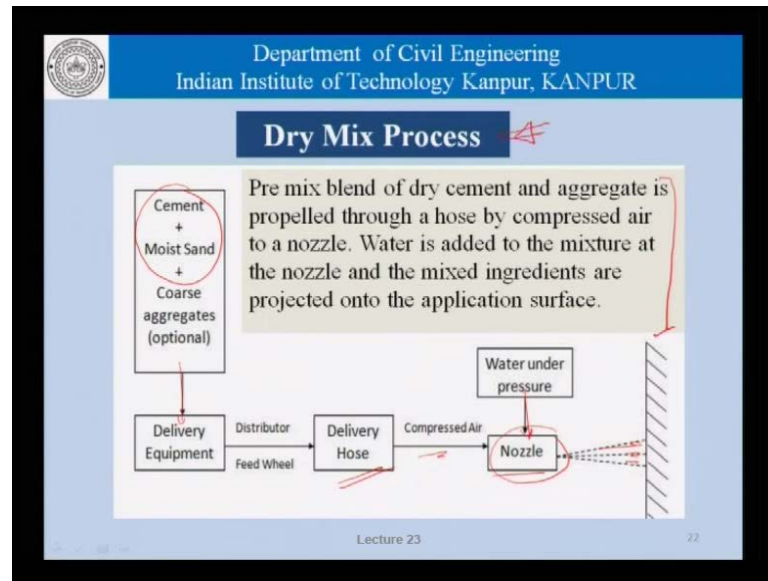 Department of Civil Engineering
Indian Institute of Technology Kanpur, KANPUR
Dry Mix Process
Pre mix blend of dry cement and aggregate is
propelled through a hose by compressed air
to a nozzle. Water is added to the mixture at
the nozzle and the mixed ingredients are
projected onto the application surface.
Cement
+
Moist Sand
+
Coarse
aggregates
(optional)
Water under
pressure
Delivery
Equipment
Distributor
Feed Wheel
Delivery
Hose
Compressed Air
Nozzle
Lecture 23
22